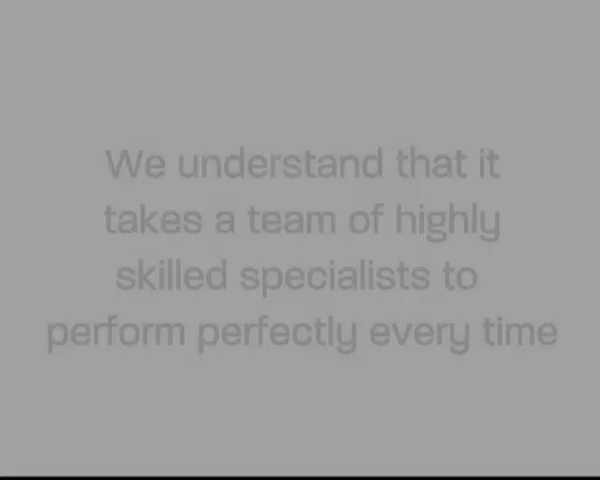 We understand that it
takes a team of highly
skilled specialists to
perform perfectly every time